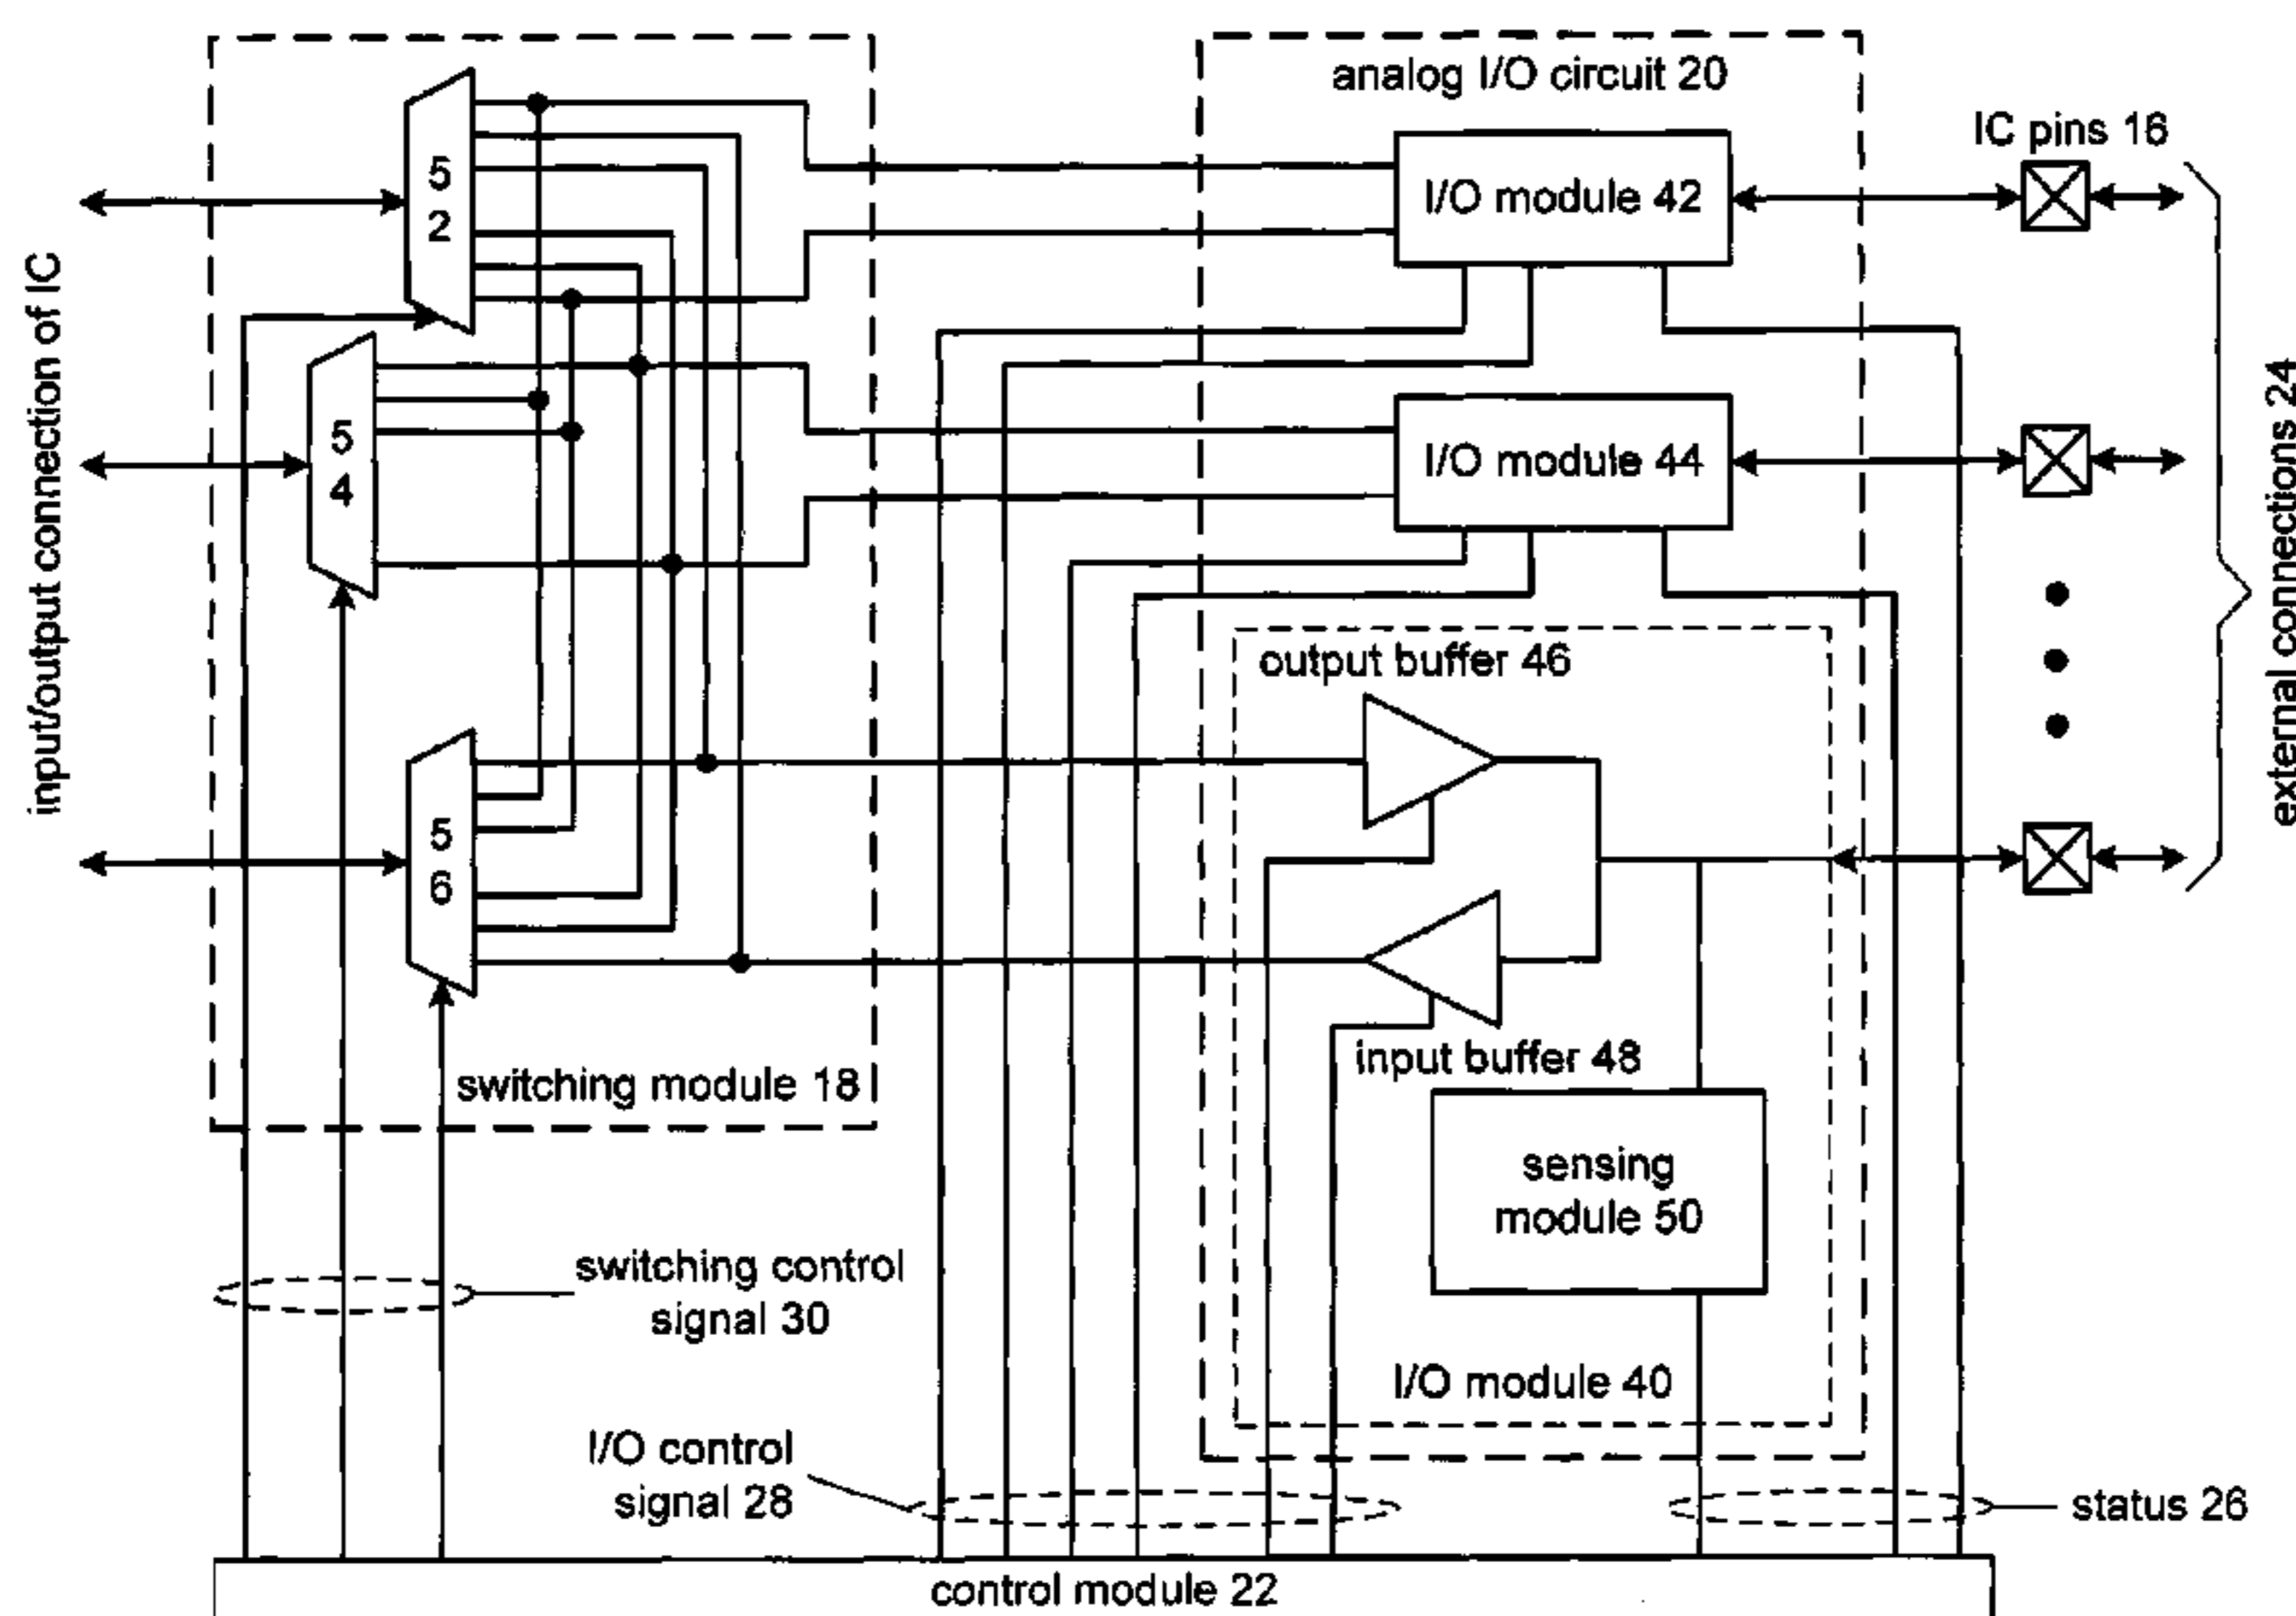 analog I/O circuit 20
IC pins 16
I/O module 42
5
2
input/output connection of IC
external connections 24
5
4
I/O module 44
output buffer 46
5
6
input buffer 48
switching module 18
sensing
module 50
switching control
signal 30
I/O module 40
I/O control
signal 28
status 26
control module 22